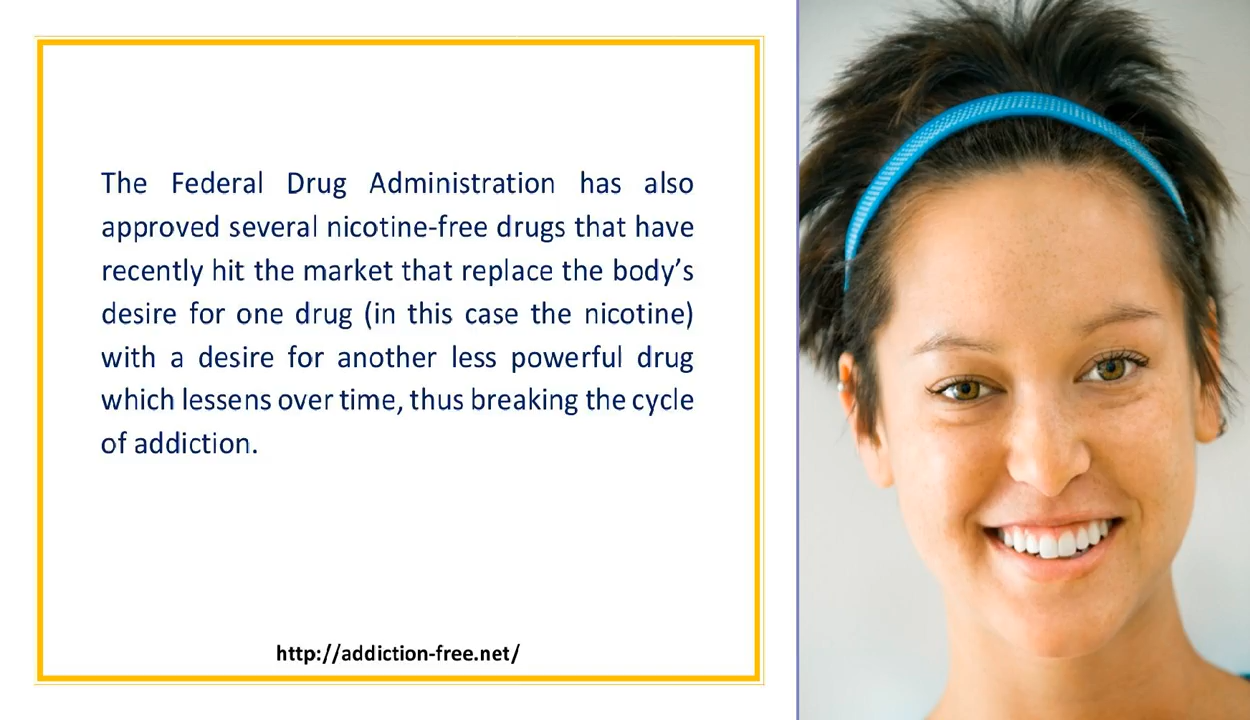 The Federal Drug Administration has also
approved several nicotine-free drugs that have
recently hit the market that replace the body’s
desire for one drug (in this case the nicotine)
with a desire for another less powerful drug
which lessens over time, thus breaking the cycle
of addiction.
http://addiction-free.net/